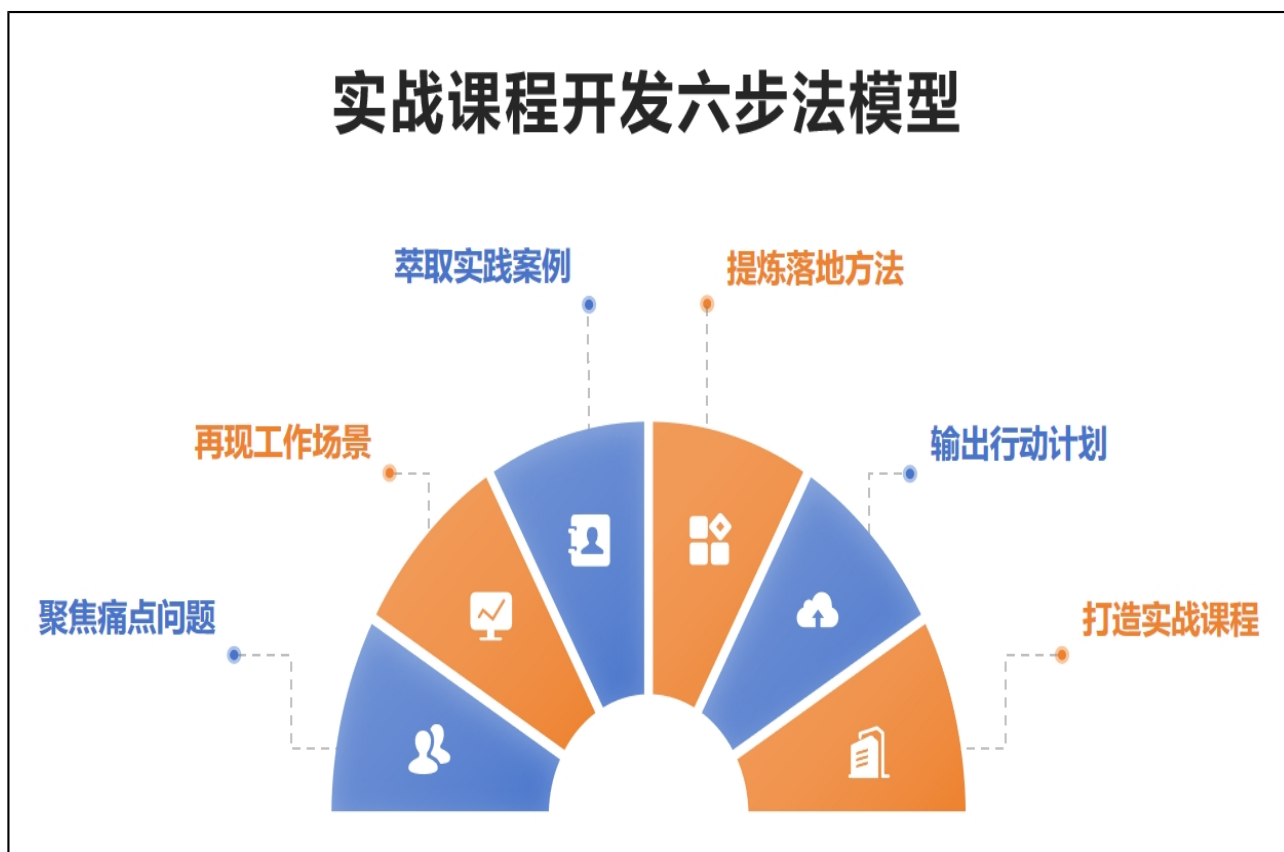 实战课程开发六步法模型
萃取实践案例
提炼落地方法
再现工作场景
输出行动计划
聚焦痛点问题
打造实战课程